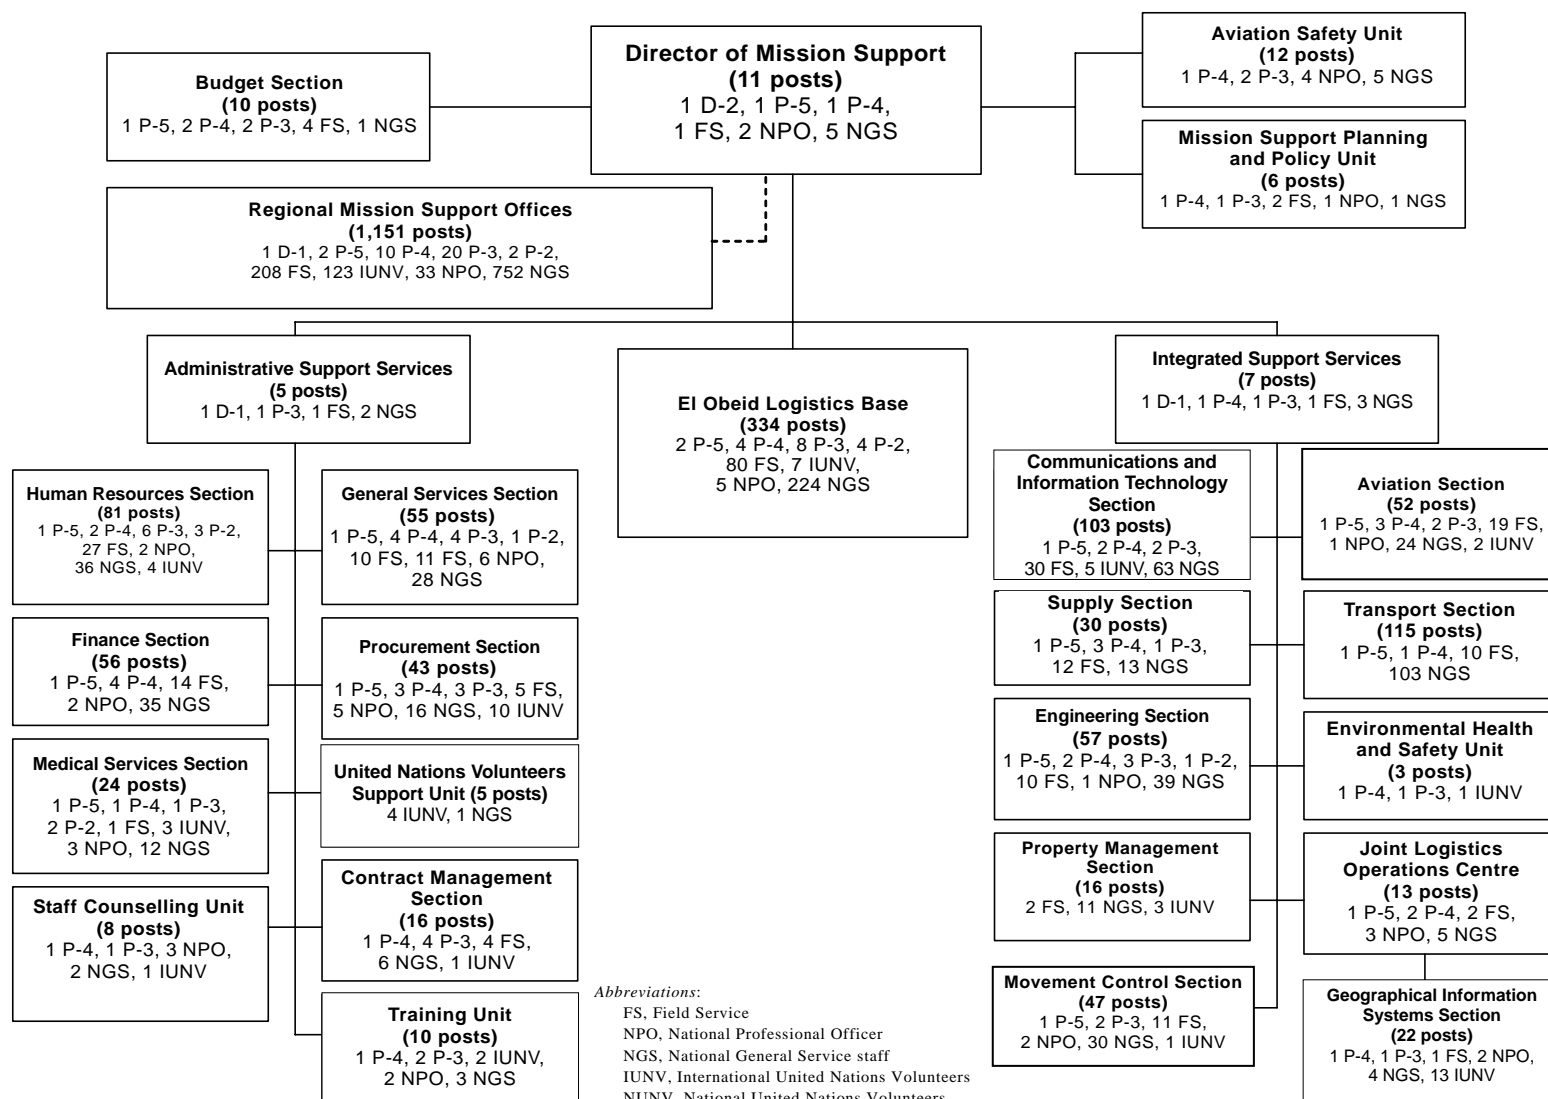 Director of Mission Support
(11 posts)
1 D-2, 1 P-5, 1 P-4,
1 FS, 2 NPO, 5 NGS
Budget Section
(10 posts)
1 P-5, 2 P-4, 2 P-3, 4 FS, 1 NGS
Aviation Safety Unit
(12 posts)
1 P-4, 2 P-3, 4 NPO, 5 NGS
Mission Support Planning
and Policy Unit
(6 posts)
1 P-4, 1 P-3, 2 FS, 1 NPO, 1 NGS
Regional Mission Support Offices
(1,151 posts)
1 D-1, 2 P-5, 10 P-4, 20 P-3, 2 P-2,
208 FS, 123 IUNV, 33 NPO, 752 NGS
Administrative Support Services
(5 posts)
1 D-1, 1 P-3, 1 FS, 2 NGS
El Obeid Logistics Base
(334 posts)
2 P-5, 4 P-4, 8 P-3, 4 P-2,
80 FS, 7 IUNV,
5 NPO, 224 NGS
Integrated Support Services
(7 posts)
1 D-1, 1 P-4, 1 P-3, 1 FS, 3 NGS
Human Resources Section
(81 posts)
1 P-5, 2 P-4, 6 P-3, 3 P-2,
27 FS, 2 NPO,
36 NGS, 4 IUNV
General Services Section
(55 posts)
1 P-5, 4 P-4, 4 P-3, 1 P-2,
10 FS, 11 FS, 6 NPO,
28 NGS
Finance Section
(56 posts)
1 P-5, 4 P-4, 14 FS,
2 NPO, 35 NGS
Procurement Section
(43 posts)
1 P-5, 3 P-4, 3 P-3, 5 FS,
5 NPO, 16 NGS, 10 IUNV
Medical Services Section
(24 posts)
1 P-5, 1 P-4, 1 P-3,
2 P-2, 1 FS, 3 IUNV,
3 NPO, 12 NGS
United Nations Volunteers
Support Unit (5 posts)
4 IUNV, 1 NGS
Staff Counselling Unit
(8 posts)
1 P-4, 1 P-3, 3 NPO,
2 NGS, 1 IUNV
Contract Management
Section
(16 posts)
1 P-4, 4 P-3, 4 FS,
6 NGS, 1 IUNV
Training Unit
(10 posts)
1 P-4, 2 P-3, 2 IUNV,
2 NPO, 3 NGS
Communications and
Information Technology
Section
(103 posts)
1 P-5, 2 P-4, 2 P-3,
30 FS, 5 IUNV, 63 NGS
Aviation Section
(52 posts)
1 P-5, 3 P-4, 2 P-3, 19 FS,
1 NPO, 24 NGS, 2 IUNV
Supply Section
(30 posts)
1 P-5, 3 P-4, 1 P-3,
12 FS, 13 NGS
Transport Section
(115 posts)
1 P-5, 1 P-4, 10 FS,
103 NGS
Engineering Section
(57 posts)
1 P-5, 2 P-4, 3 P-3, 1 P-2,
10 FS, 1 NPO, 39 NGS
Environmental Health
and Safety Unit
(3 posts)
1 P-4, 1 P-3, 1 IUNV
Property Management
Section
(16 posts)
2 FS, 11 NGS, 3 IUNV
Joint Logistics
Operations Centre
(13 posts)
1 P-5, 2 P-4, 2 FS,
3 NPO, 5 NGS
Movement Control Section
(47 posts)
1 P-5, 2 P-3, 11 FS,
2 NPO, 30 NGS, 1 IUNV
Geographical Information
Systems Section
(22 posts)
1 P-4, 1 P-3, 1 FS, 2 NPO,
4 NGS, 13 IUNV
Abbreviations:
FS, Field Service
NPO, National Professional Officer
NGS, National General Service staff
IUNV, International United Nations Volunteers
NUNV, National United Nations Volunteers